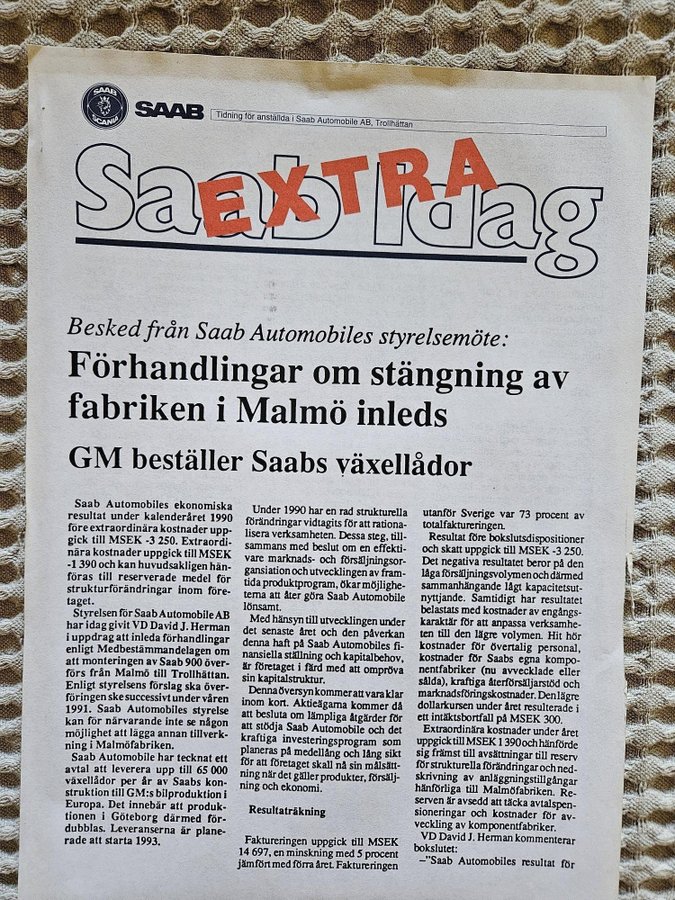 SAAB
SCANIA
SAAB
Tidning för anställda i Saab Automobile AB, Trollhättan
Saab Idag
EXTRA
Besked från Saab Automobiles styrelsemöte:
Förhandlingar om stängning av
fabriken i Malmö inleds
GM beställer Saabs växellådor
Saab Automobiles ekonomiska
resultat under kalenderåret 1990
före extraordinära kostnader upp-
gick till MSEK -3 250. Extraordi-
nära kostnader uppgick till MSEK
-1 390 och kan huvudsakligen hän-
föras till reserverade medel för
strukturförändringar inom före-
taget.
Styrelsen för Saab Automobile AB
har idag givit VD David J. Herman
i uppdrag att inleda förhandlingar
enligt Medbestämmandelagen om
att monteringen av Saab 900 över-
förs från Malmö till Trollhättan.
Enligt styrelsens förslag ska över-
föringen ske successivt under våren
1991. Saab Automobiles styrelse
kan för närvarande inte se någon
möjlighet att lägga annan tillverk-
ning i Malmöfabriken.
Saab Automobile har tecknat ett
avtal att leverera upp till 65 000
växellådor per år av Saabs kon-
struktion till GM:s bilproduktion i
Europa. Det innebär att produk-
tionen i Göteborg därmed för-
dubblas. Leveranserna är plane-
rade att starta 1993.
Under 1990 har en rad strukturella
förändringar vidtagits för att rationa-
lisera verksamheten. Dessa steg, till-
sammans med beslut om en effekti-
vare marknads- och försäljningsor-
gansiation och utvecklingen av fram-
tida produktprogram, ökar möjlighe-
terna att åter göra Saab Automobile
lönsamt.
Med hänsyn till utvecklingen under
det senaste året och den påverkan
denna haft på Saab Automobiles fi-
nansiella ställning och kapitalbehov,
är företaget i färd med att ompröva
sin kapitalstruktur.
Denna översyn kommer att vara klar
inom kort. Aktieägarna kommer då
att besluta om lämpliga åtgärder för
att stödja Saab Automobile och det
kraftiga investeringsprogram som
planeras på medellång och lång sikt
för att företaget skall nå sin målsätt-
ning när det gäller produkter, försälj-
ning och ekonomi.
Resultaträkning
Faktureringen uppgick till MSEK
14 697, en minskning med 5 procent
jämfört med förra året. Faktureringen
utanför Sverige var 73 procent av
totalfaktureringen.
Resultat före bokslutsdispositioner
och skatt uppgick till MSEK -3 250.
Det negativa resultatet beror på den
låga försäljningsvolymen och därmed
sammanhängande lågt kapacitetsut-
nyttjande. Samtidigt har resultatet
belastats med kostnader av engångs-
karaktär för att anpassa verksamhe-
ten till den lägre volymen. Hit hör
kostnader för övertalig personal,
kostnader för Saabs egna kompo-
nentfabriker (nu avvecklade eller
sålda), kraftiga återförsäljarstöd och
marknadsföringskostnader. Den lägre
dollarkursen under året resulterade i
ett intäktsbortfall på MSEK 300.
Extraordinära kostnader under året
uppgick till MSEK 1 390 och hänförde
sig främst till avsättningar till reserv
för strukturella förändringar och ned-
skrivning av anläggningstillgångar
hänförliga till Malmöfabriken. Re-
serven är avsedd att täcka avtalspen-
sioneringar och kostnader för av-
veckling av komponentfabriker.
VD David J. Herman kommenterar
bokslutet:
–"Saab Automobiles resultat för